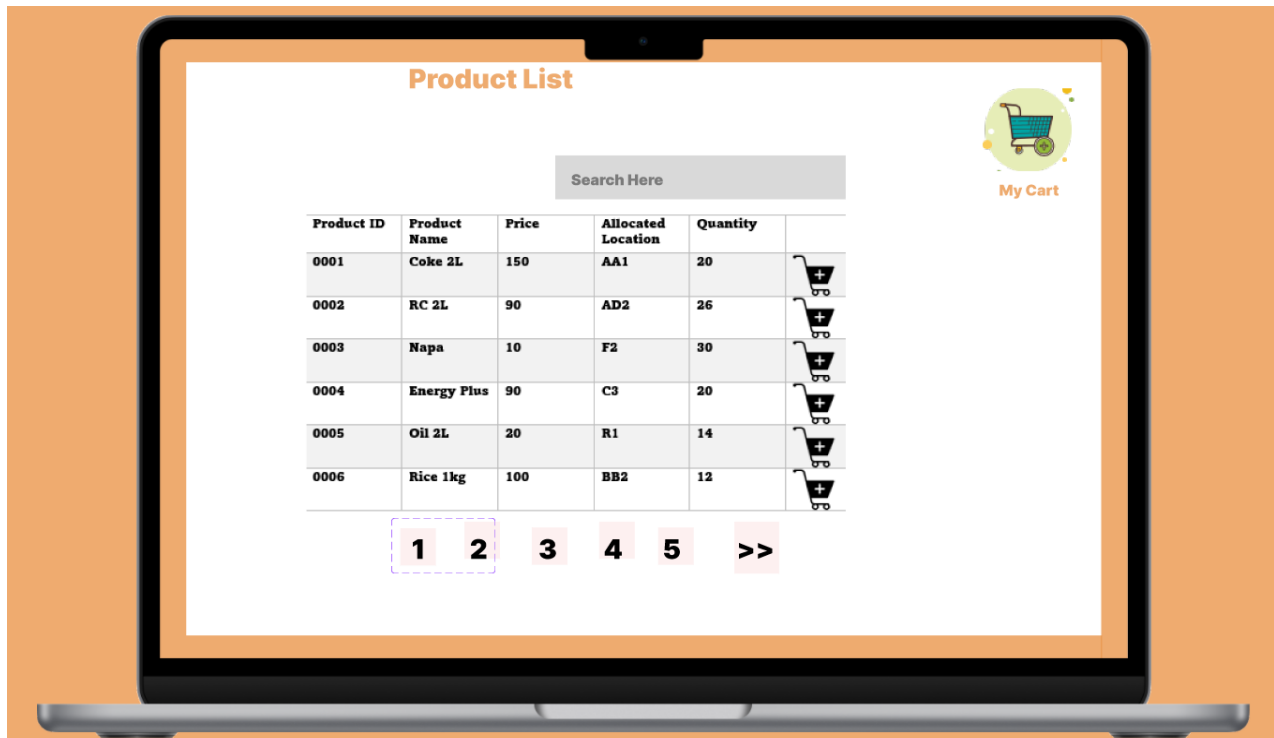 Product List
Search Here
My Cart
Product ID Product Name Price Allocated Location Quantity
0001 Coke 2L 150 AA1 20
0002 RC 2L 90 AD2 26
0003 Napa 10 F2 30
0004 Energy Plus 90 C3 20
0005 Oil 2L 20 R1 14
0006 Rice 1kg 100 BB2 12
1 2 3 4 5 >>